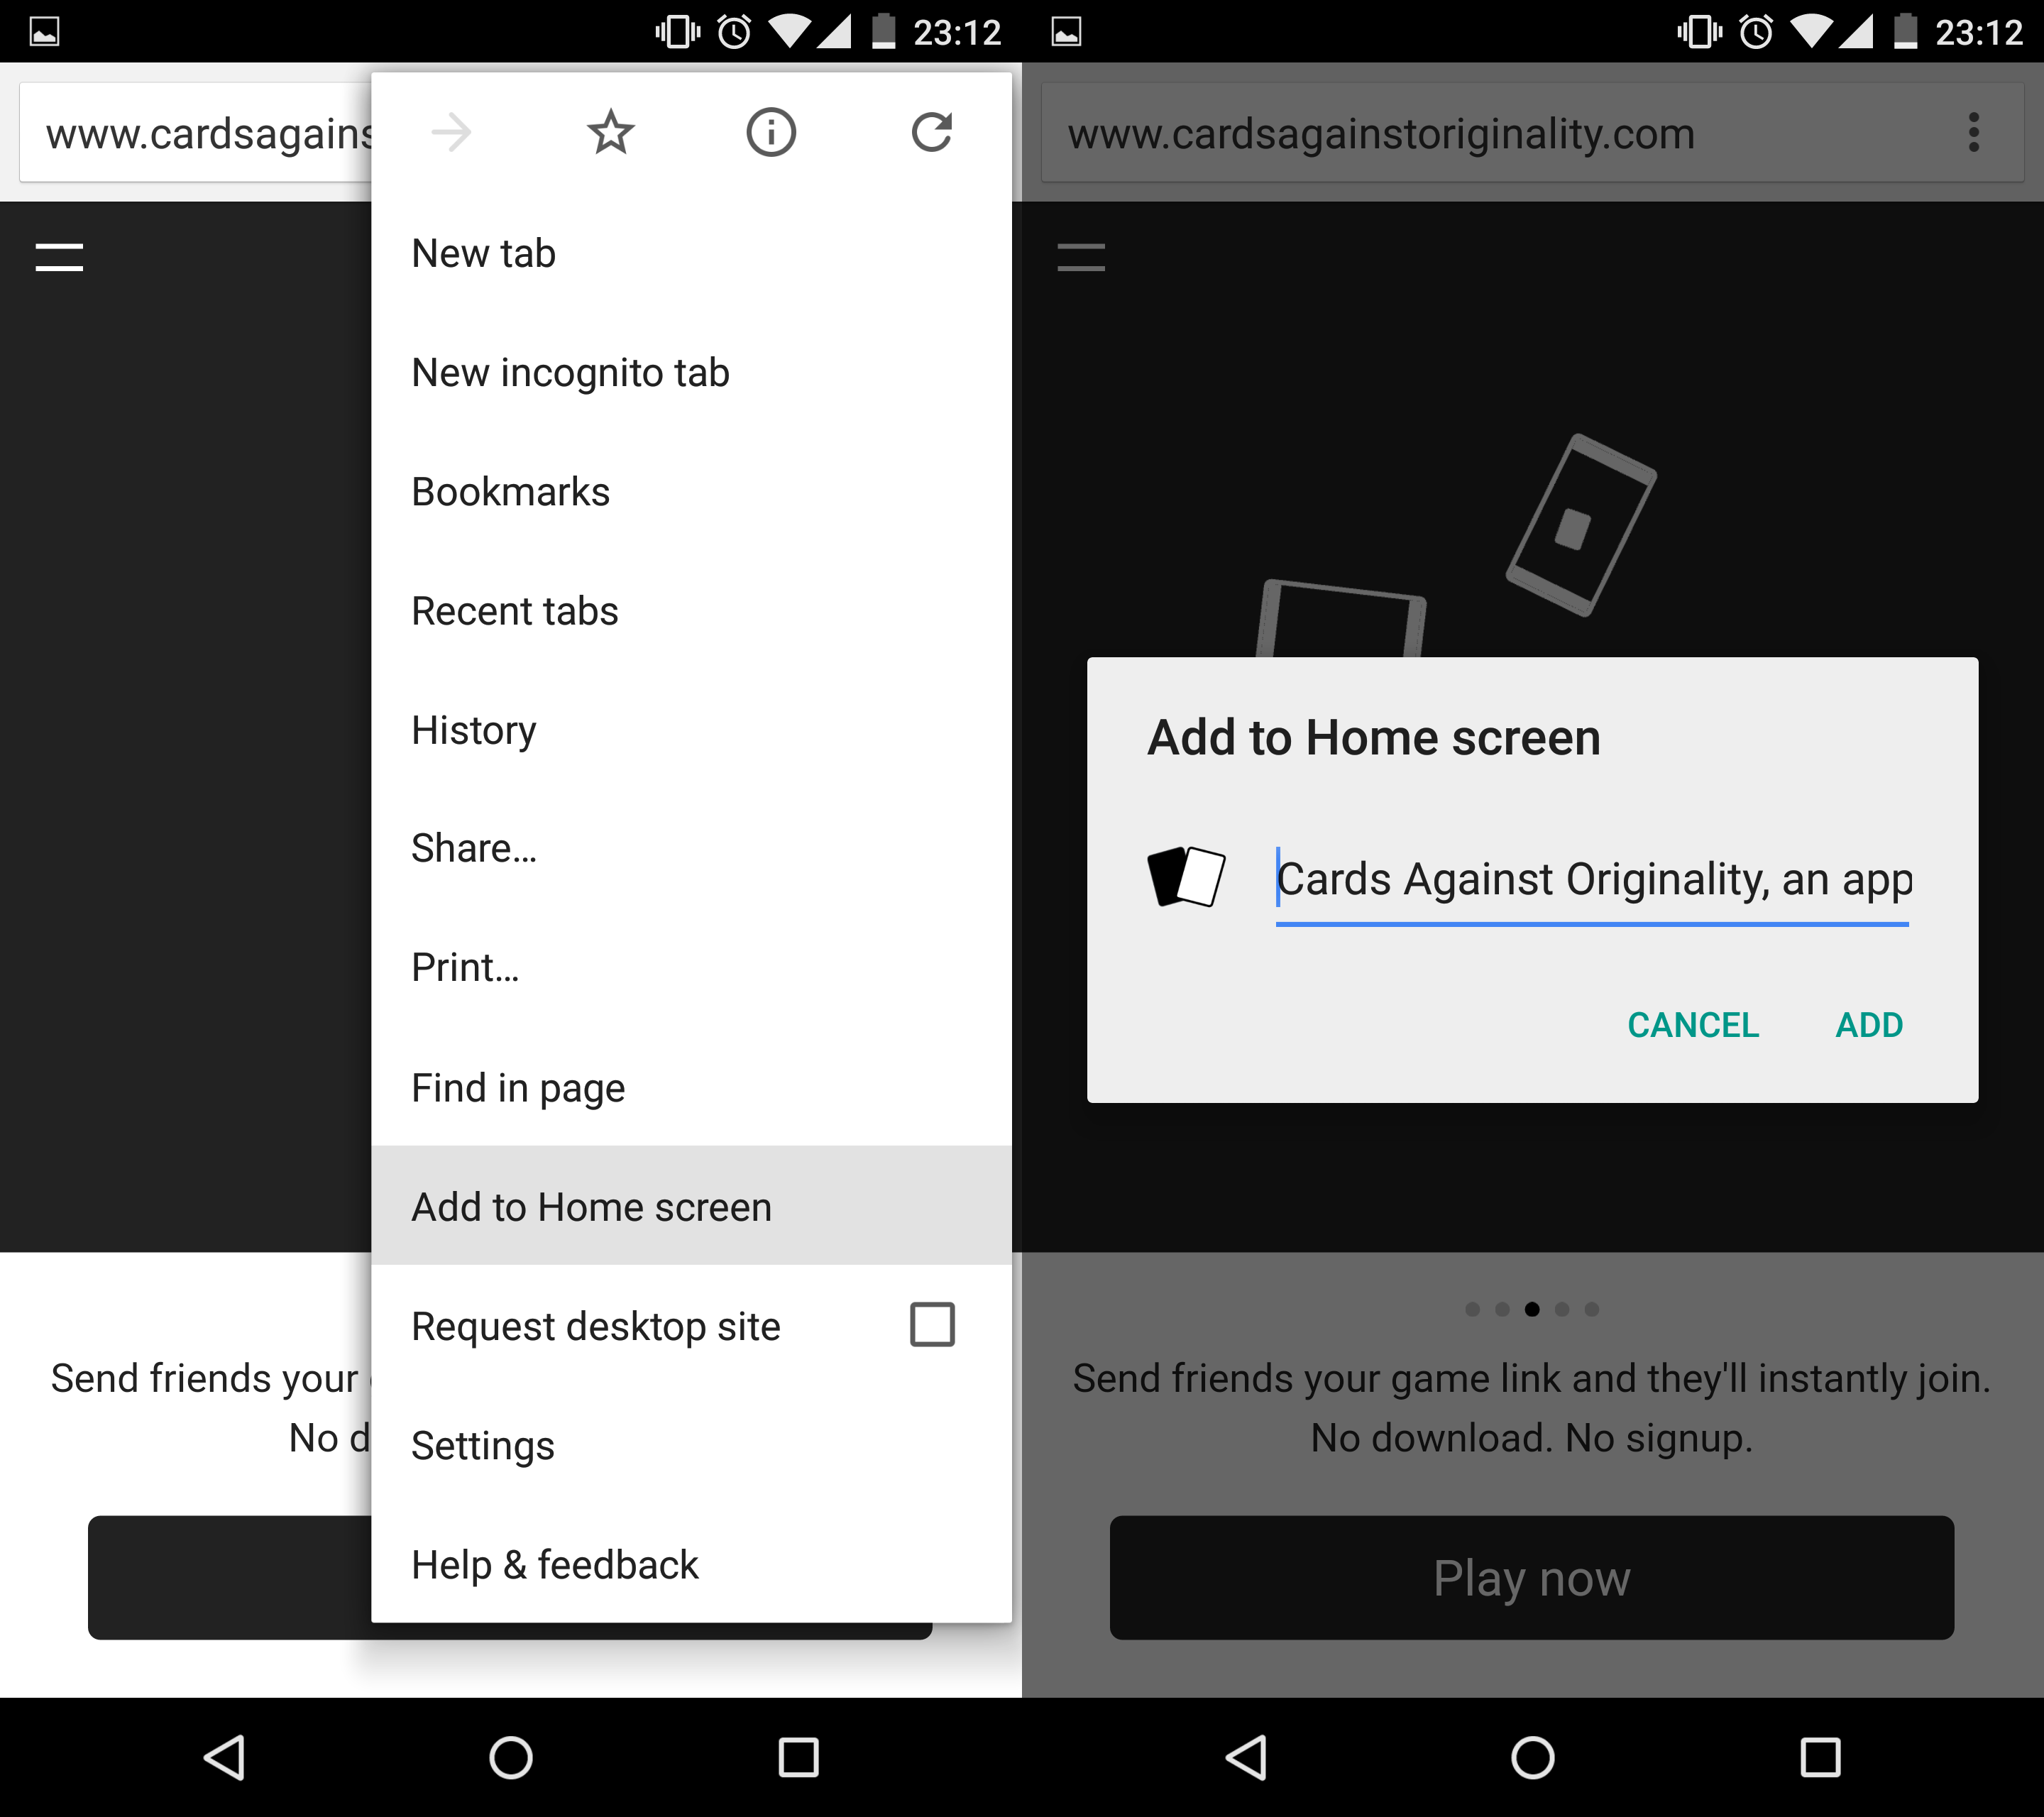 23:12
www.cardsagains
New tab
New incognito tab
Bookmarks
Recent tabs
History
Share...
Print...
Find in page
Add to Home screen
Request desktop site
Settings
Help & feedback
Send friends your
No d
23:12
www.cardsagainstoriginality.com
Add to Home screen
Cards Against Originality, an app
CANCEL ADD
Send friends your game link and they'll instantly join.
No download. No signup.
Play now